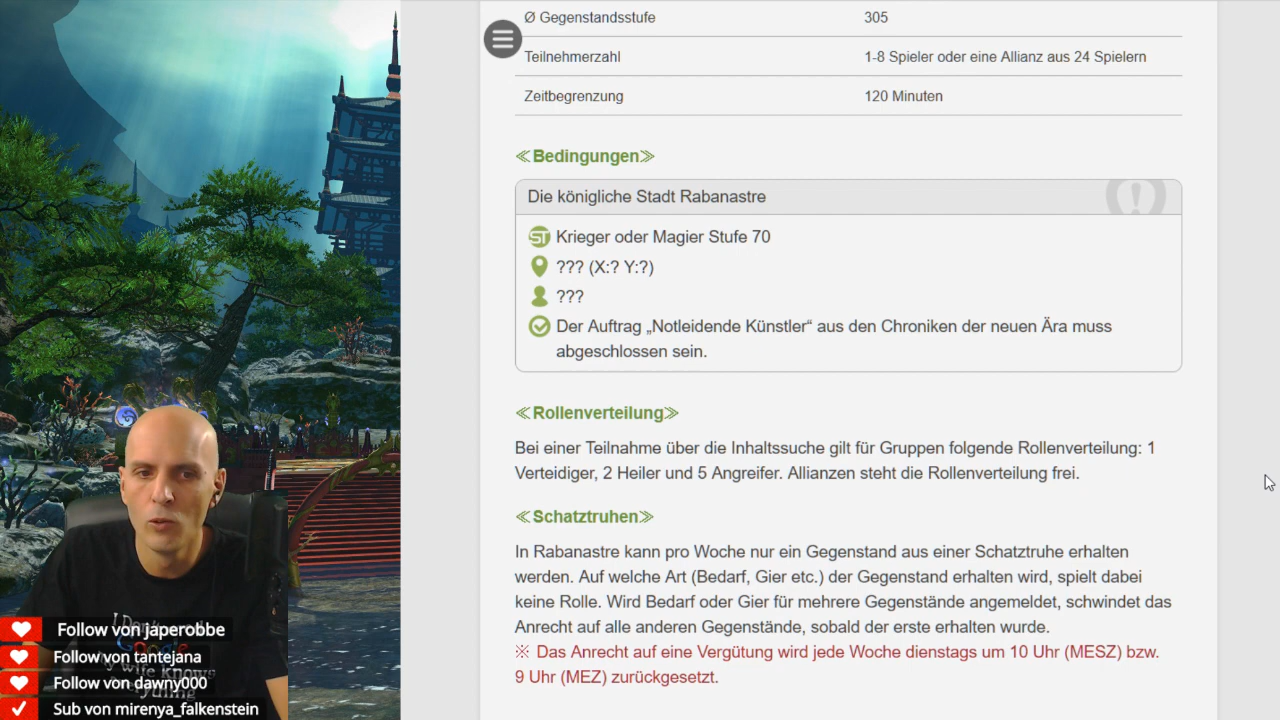 Ø Gegenstandsstufe 305
Teilnehmerzahl 1-8 Spieler oder eine Allianz aus 24 Spielern
Zeitbegrenzung 120 Minuten
≪Bedingungen≫
Die königliche Stadt Rabanastre
Krieger oder Magier Stufe 70
??? (X:? Y:?)
???
Der Auftrag „Notleidende Künstler“ aus den Chroniken der neuen Ära muss
abgeschlossen sein.
≪Rollenverteilung≫
Bei einer Teilnahme über die Inhaltssuche gilt für Gruppen folgende Rollenverteilung: 1
Verteidiger, 2 Heiler und 5 Angreifer. Allianzen steht die Rollenverteilung frei.
≪Schatztruhen≫
In Rabanastre kann pro Woche nur ein Gegenstand aus einer Schatztruhe erhalten
werden. Auf welche Art (Bedarf, Gier etc.) der Gegenstand erhalten wird, spielt dabei
keine Rolle. Wird Bedarf oder Gier für mehrere Gegenstände angemeldet, schwindet das
Anrecht auf alle anderen Gegenstände, sobald der erste erhalten wurde.
※ Das Anrecht auf eine Vergütung wird jede Woche dienstags um 10 Uhr (MESZ) bzw.
9 Uhr (MEZ) zurückgesetzt.
Follow von japerobbe
Follow von tantejana
Follow von dawny000
Sub von mirenya_falkenstein